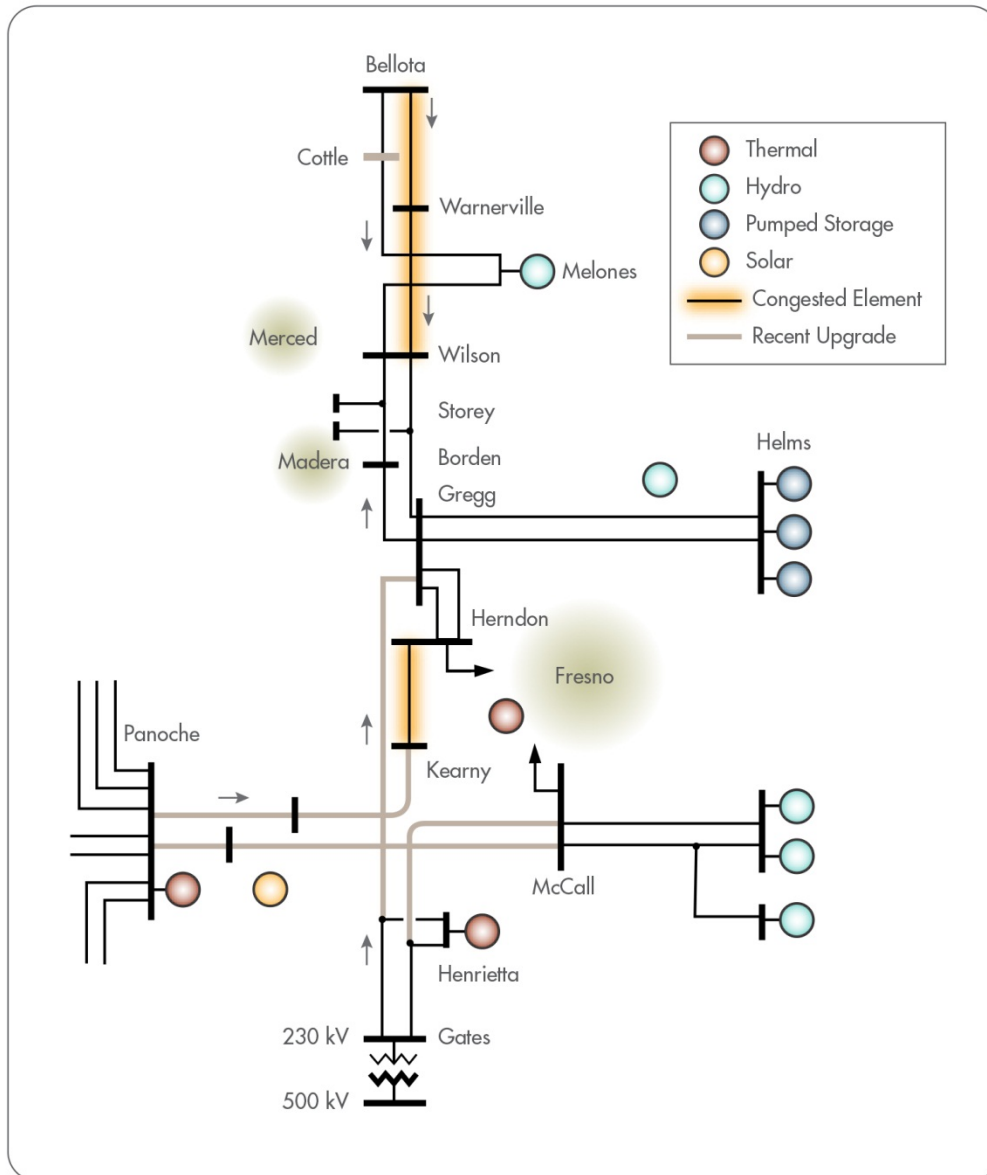 Bellota
Cottle
Warnerville
Melones
Merced
Wilson
Storey
Madera
Borden
Gregg
Helms
Herndon
Fresno
Panoche
Kearny
McCall
Henrietta
230 kV
Gates
500 kV
Thermal
Hydro
Pumped Storage
Solar
Congested Element
Recent Upgrade